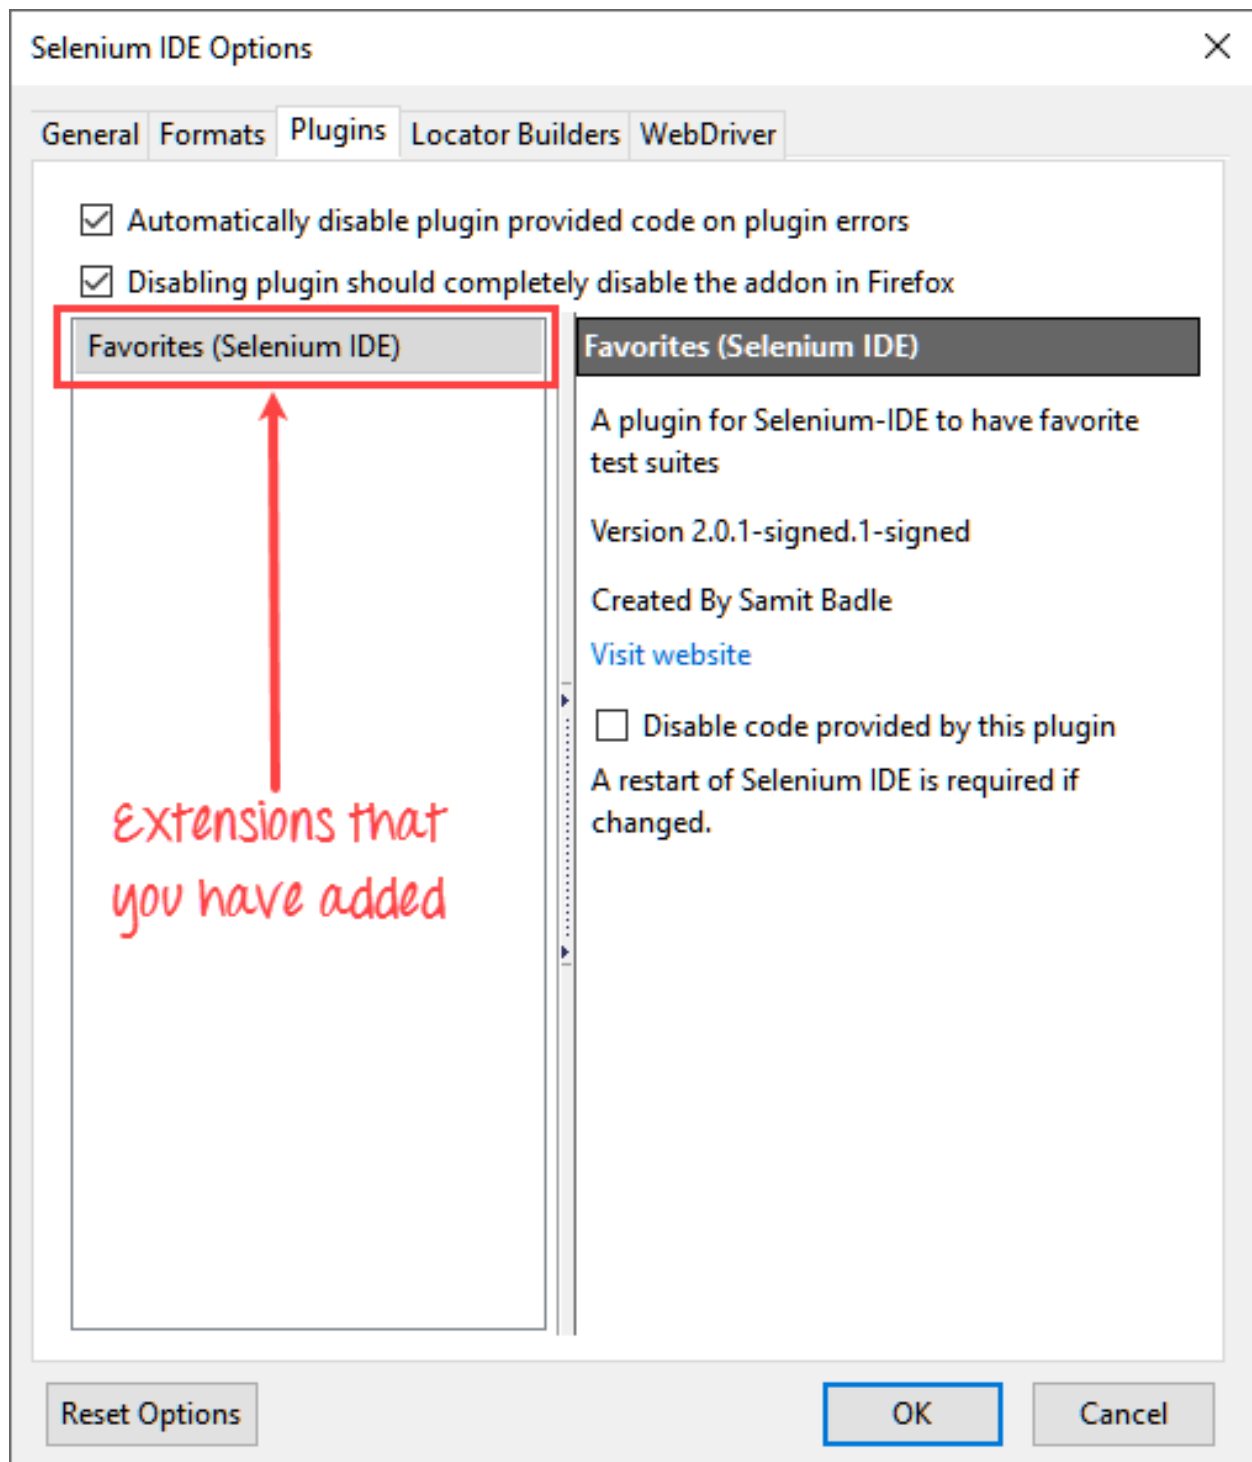 Selenium IDE Options
General Formats Plugins Locator Builders WebDriver
Automatically disable plugin provided code on plugin errors
Disabling plugin should completely disable the addon in Firefox
Favorites (Selenium IDE)
Extensions that
you have added
Favorites (Selenium IDE)
A plugin for Selenium-IDE to have favorite
test suites
Version 2.0.1-signed.1-signed
Created By Samit Badle
Visit website
Disable code provided by this plugin
A restart of Selenium IDE is required if
changed.
Reset Options OK Cancel